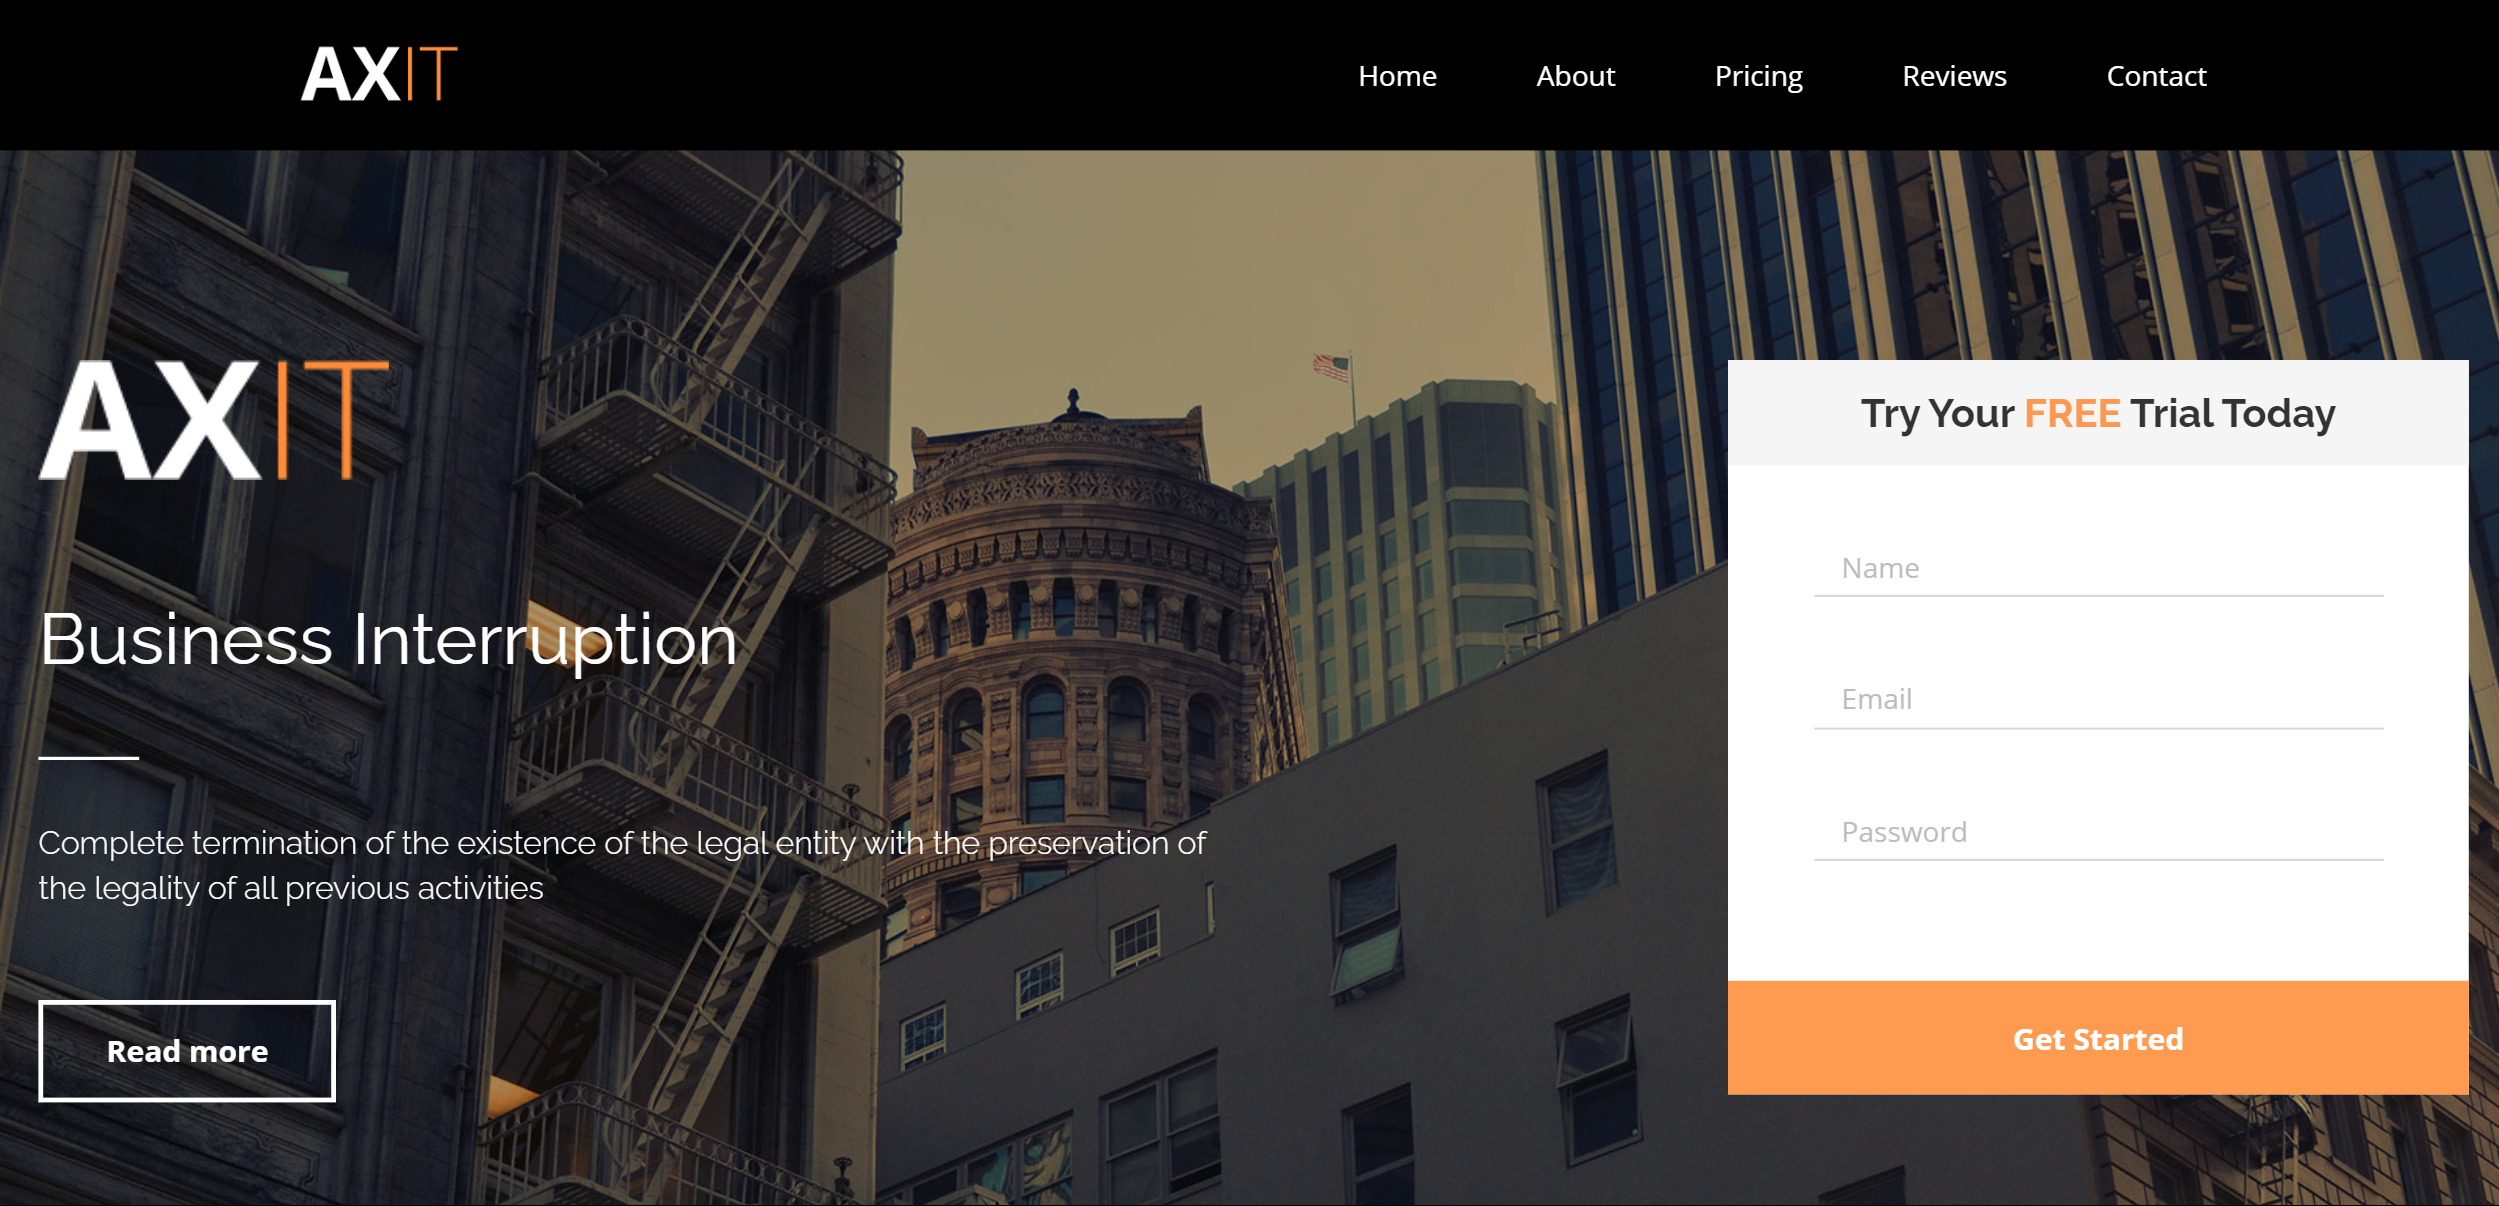 AXIT
Home
About
Pricing
Reviews
Contact
AXIT
Business Interruption
Complete termination of the existence of the legal entity with the preservation of
the legality of all previous activities
Read more
Try Your FREE Trial Today
Name
Email
Password
Get Started